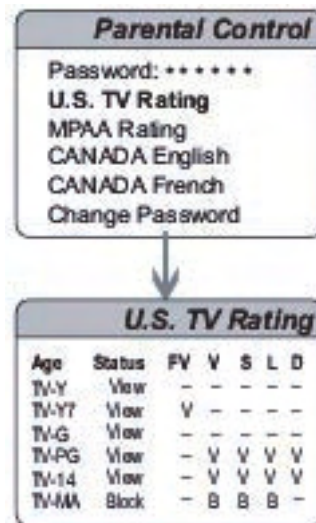 Parental Control
Password: * * * * * *
U.S. TV Rating
MPAA Rating
CANADA English
CANADA French
Change Password
U.S. TV Rating
Age Status FV V S L D
TV-Y View – – – – –
TV-Y7 View V – – – –
TV-G View – – – – –
TV-PG View – V V V V
TV-14 View – V V V V
TV-MA Block – B B B –